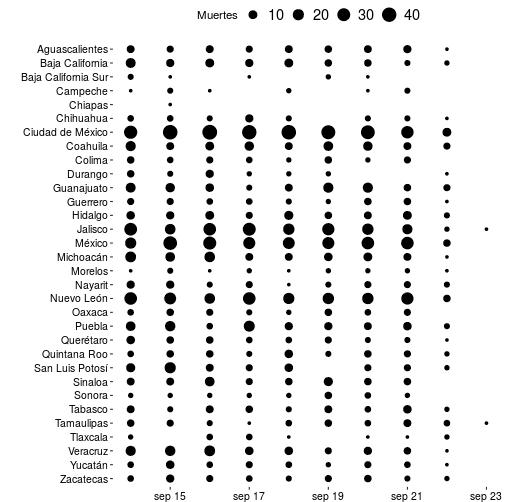 Muertes 10 20 30 40
Aguascalientes
Baja California
Baja California Sur
Campeche
Chiapas
Chihuahua
Ciudad de México
Coahuila
Colima
Durango
Guanajuato
Guerrero
Hidalgo
Jalisco
México
Michoacán
Morelos
Nayarit
Nuevo León
Oaxaca
Puebla
Querétaro
Quintana Roo
San Luis Potosí
Sinaloa
Sonora
Tabasco
Tamaulipas
Tlaxcala
Veracruz
Yucatán
Zacatecas
sep 15 sep 17 sep 19 sep 21 sep 23